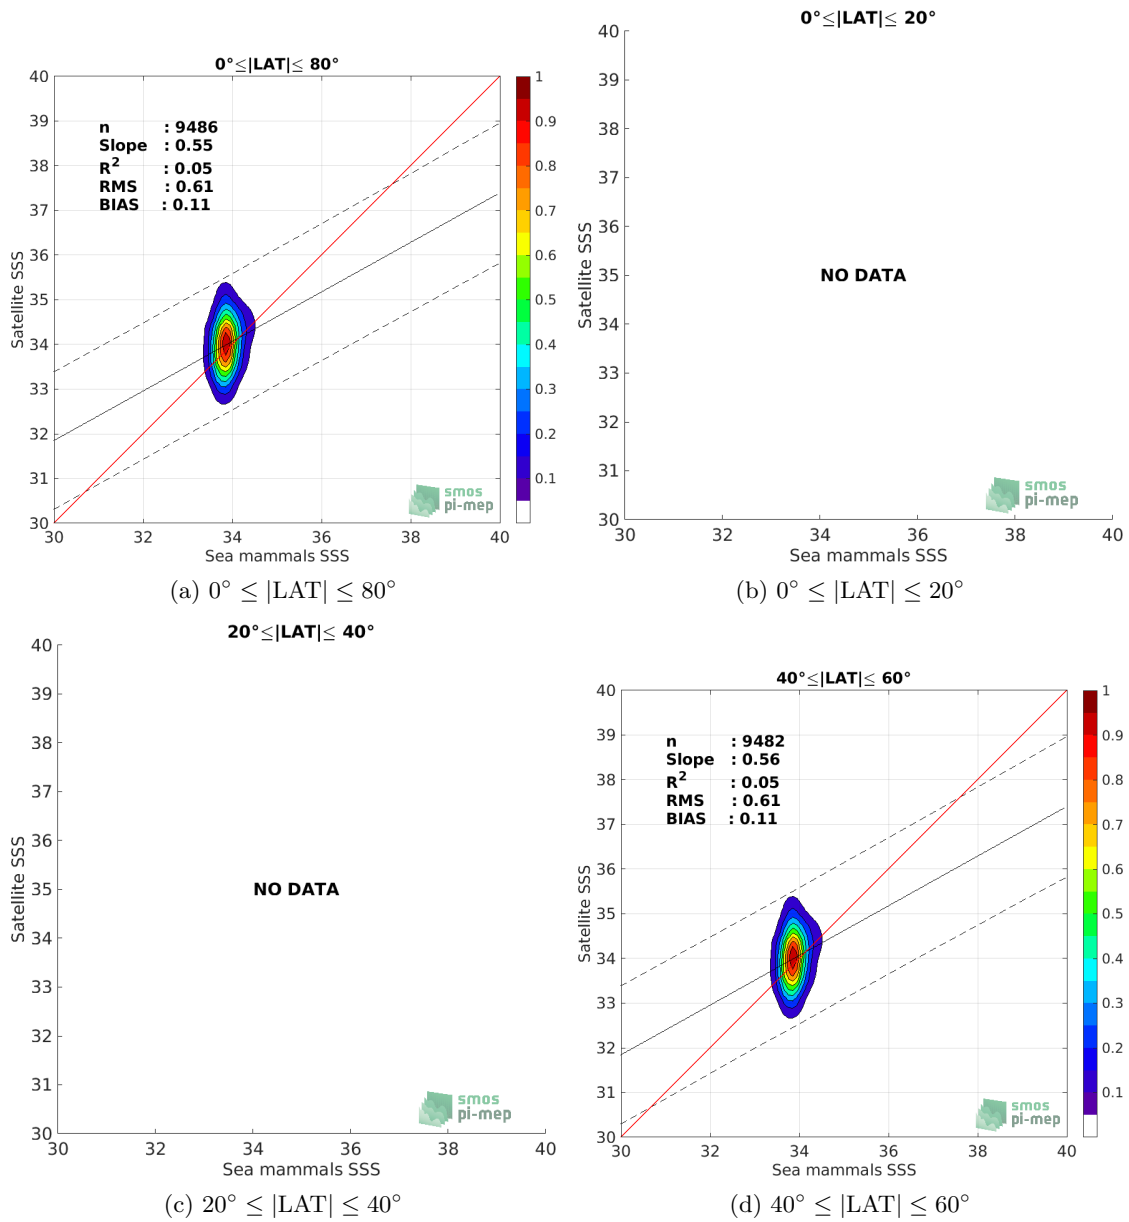 0°≤|LAT|≤ 80°
40
39
38
37
36
35
34
33
32
31
30
Satellite SSS
n : 9486
Slope : 0.55
R2 : 0.05
RMS : 0.61
BIAS : 0.11
smos
pi-mep
30 32 34 36 38 40
Sea mammals SSS
1
0.9
0.8
0.7
0.6
0.5
0.4
0.3
0.2
0.1
(a) 0° ≤ |LAT| ≤ 80°
0°≤|LAT|≤ 20°
40
39
38
37
36
35
34
33
32
31
30
Satellite SSS
NO DATA
smos
pi-mep
30 32 34 36 38 40
Sea mammals SSS
(b) 0° ≤ |LAT| ≤ 20°
20°≤|LAT|≤ 40°
40
39
38
37
36
35
34
33
32
31
30
Satellite SSS
NO DATA
smos
pi-mep
30 32 34 36 38 40
Sea mammals SSS
(c) 20° ≤ |LAT| ≤ 40°
40°≤|LAT|≤ 60°
40
39
38
37
36
35
34
33
32
31
30
Satellite SSS
n : 9482
Slope : 0.56
R2 : 0.05
RMS : 0.61
BIAS : 0.11
smos
pi-mep
30 32 34 36 38 40
Sea mammals SSS
1
0.9
0.8
0.7
0.6
0.5
0.4
0.3
0.2
0.1
(d) 40° ≤ |LAT| ≤ 60°